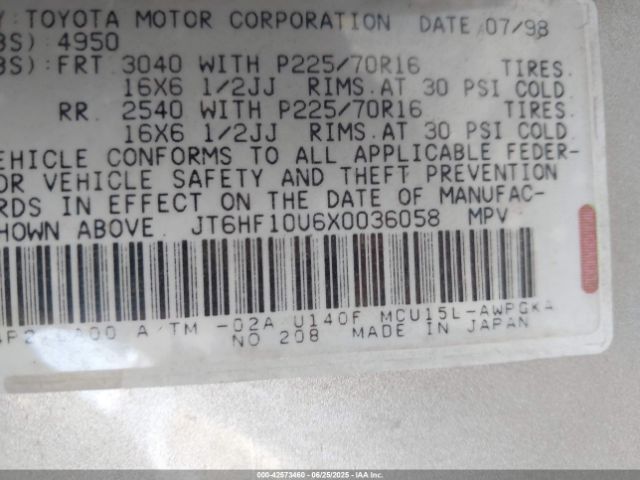 Y: TOYOTA MOTOR CORPORATION DATE 07/98
BS): 4950
BS): FRT 3040 WITH P225/70R16 TIRES.
16X6 1/2JJ RIMS.AT 30 PSI COLD.
RR. 2540 WITH P225/70R16 TIRES.
16X6 1/2JJ RIMS.AT 30 PSI COLD.
EHICLE CONFORMS TO ALL APPLICABLE FEDER-
OR VEHICLE SAFETY AND THEFT PREVENTION
RDS IN EFFECT ON THE DATE OF MANUFAC-
HOWN ABOVE. JT6HF10U6X0036058 MPV
A/TM -02A U140F MCU15L-AWPGKA
NO 208 MADE IN JAPAN
000-42573460 - 06/25/2025 - IAAI.COM